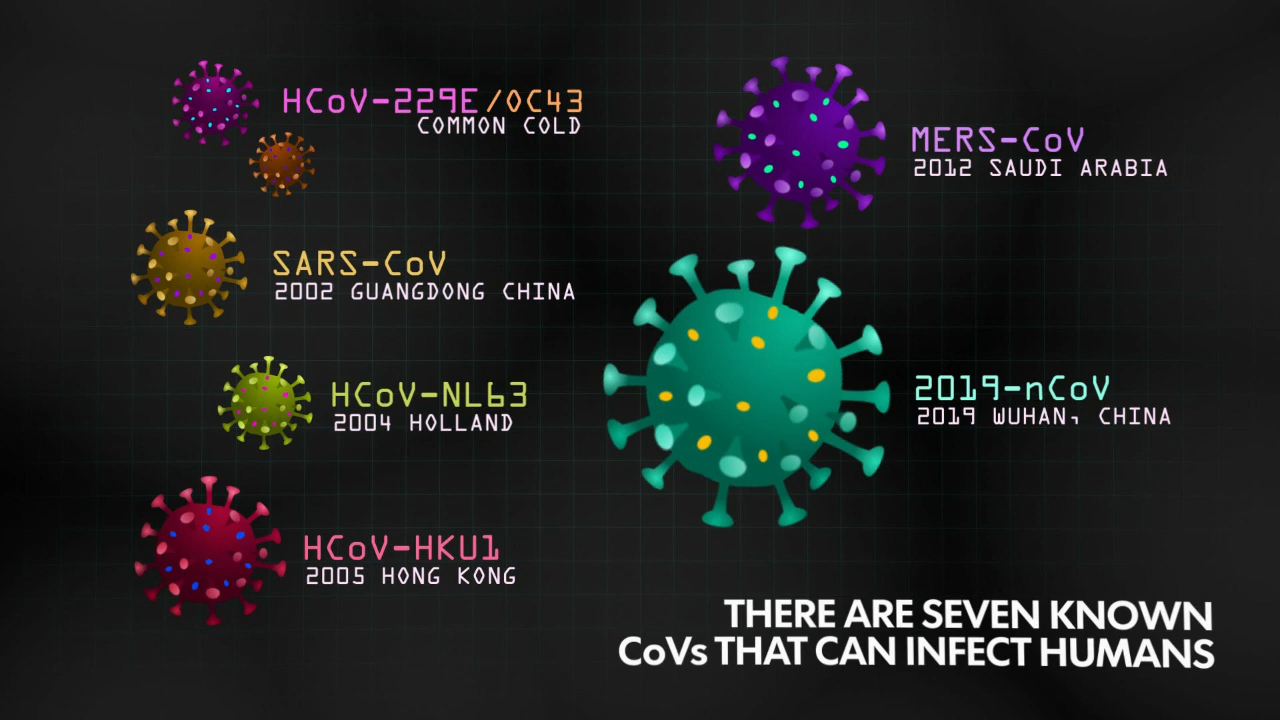 HCoV-229E/OC43
COMMON COLD
SARS-CoV
2002 GUANGDONG CHINA
HCoV-NL63
2004 HOLLAND
HCoV-HKU1
2005 HONG KONG
MERS-CoV
2012 SAUDI ARABIA
2019-nCoV
2019 WUHAN, CHINA
THERE ARE SEVEN KNOWN
CoVs THAT CAN INFECT HUMANS